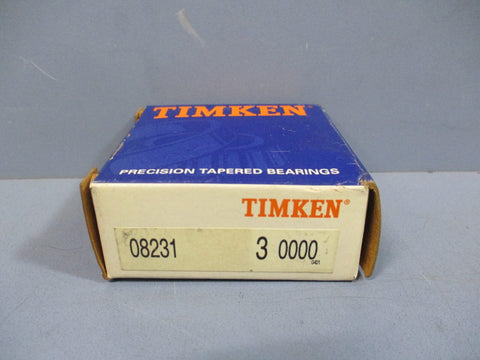 TIMKEN
PRECISION TAPERED BEARINGS
TIMKEN®
08231 3 0000